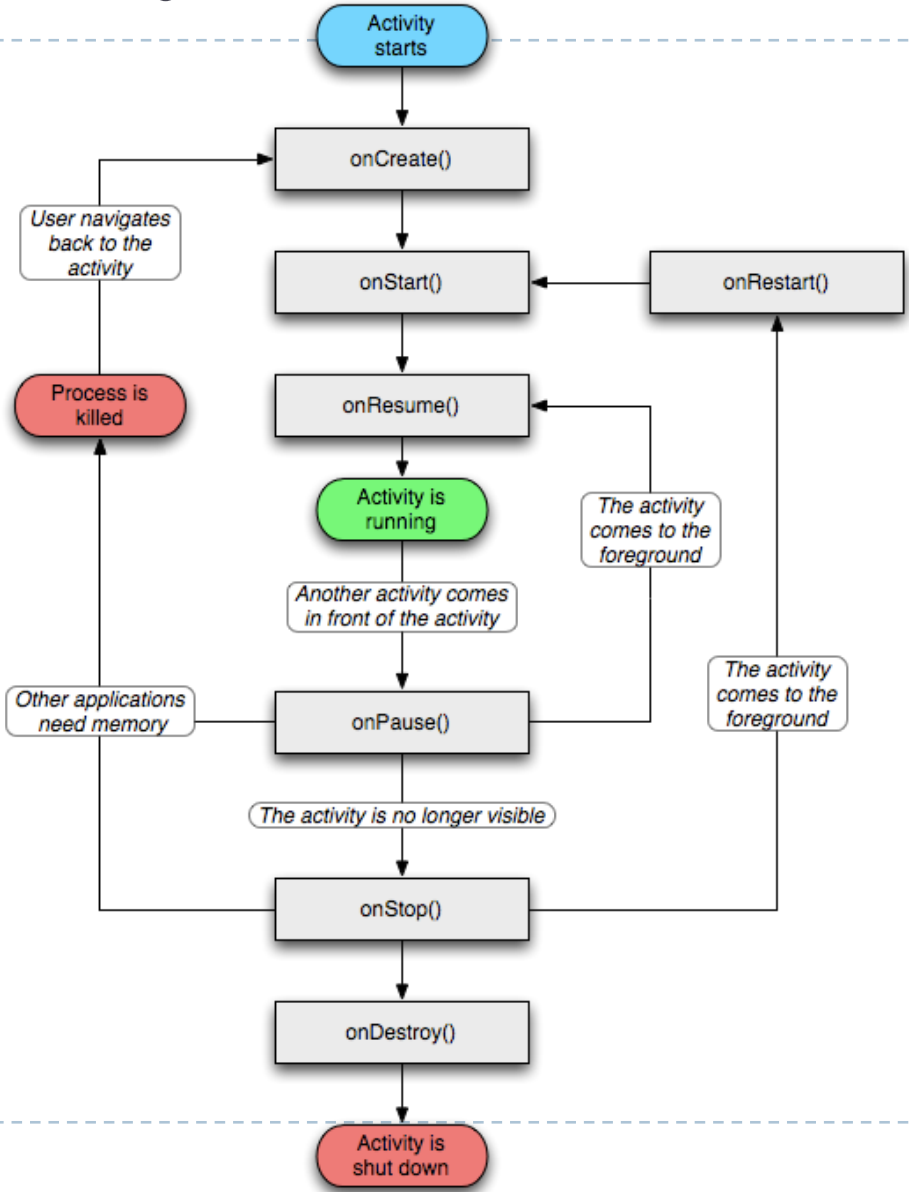 Activity
starts
onCreate()
User navigates
back to the
activity
onStart()
onRestart()
Process is
killed
onResume()
Activity is
running
The activity
comes to the
foreground
Another activity comes
in front of the activity
The activity
comes to the
foreground
Other applications
need memory
onPause()
The activity is no longer visible
onStop()
onDestroy()
Activity is
shut down